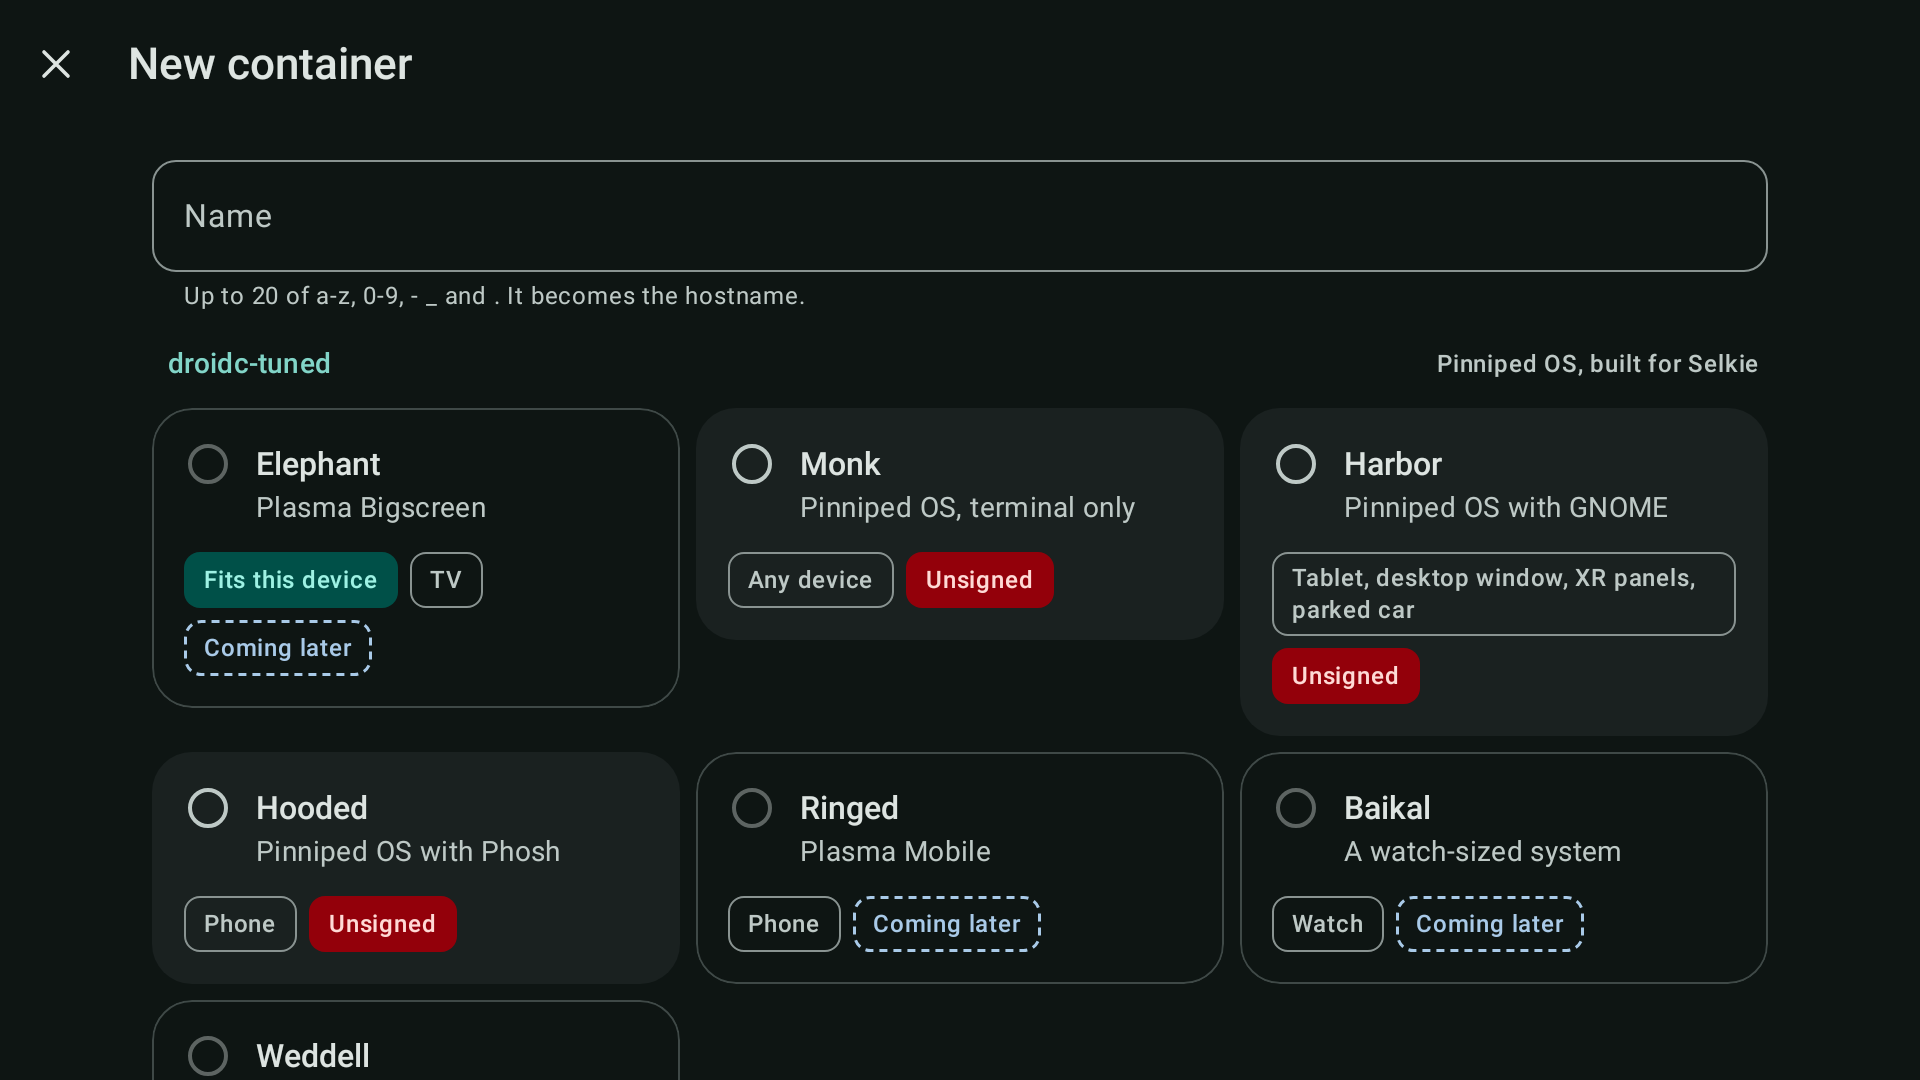 New container
Name
Up to 20 of a-z, 0-9, - _ and . It becomes the hostname.
droidc-tuned
Pinniped OS, built for Selkie
Elephant
Plasma Bigscreen
Fits this device
TV
Coming later
Monk
Pinniped OS, terminal only
Any device
Unsigned
Harbor
Pinniped OS with GNOME
Tablet, desktop window, XR panels,
parked car
Unsigned
Hooded
Pinniped OS with Phosh
Phone
Unsigned
Ringed
Plasma Mobile
Phone
Coming later
Baikal
A watch-sized system
Watch
Coming later
Weddell